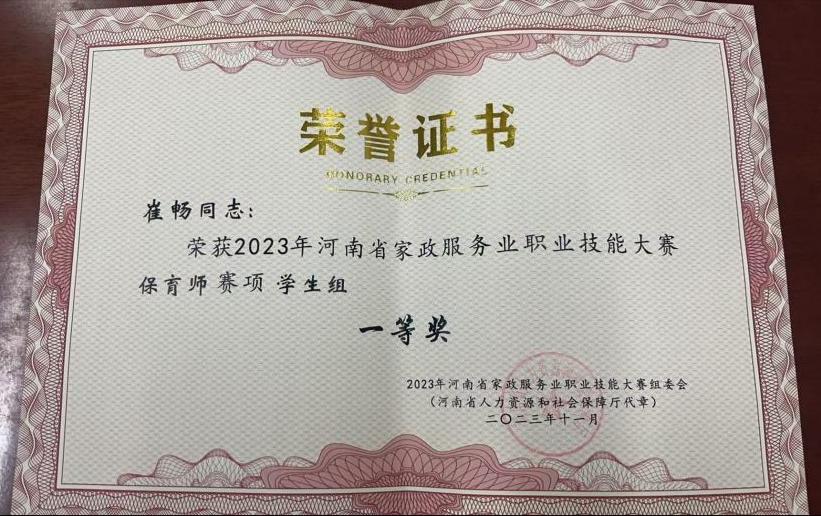 荣誉证书
HONORARY CREDENTIAL
崔畅同志:
荣获2023年河南省家政服务业职业技能大赛
保育师赛项 学生组
一等奖
2023年河南省家政服务业职业技能大赛组委会
（河南省人力资源和社会保障厅代章）
二〇二三年十一月